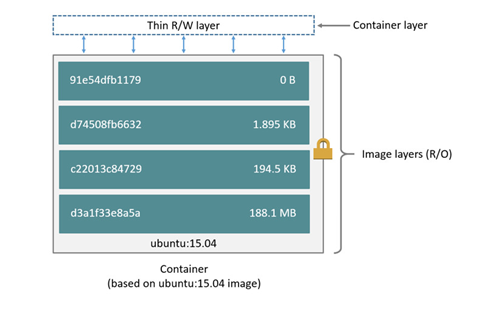 Thin R/W layer
Container layer
91e54dfb1179 0 B
d74508fb6632 1.895 KB
c22013c84729 194.5 KB
d3a1f33e8a5a 188.1 MB
Image layers (R/O)
ubuntu:15.04
Container
(based on ubuntu:15.04 image)